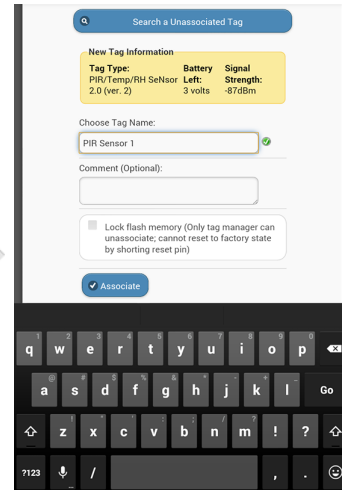 Search a Unassociated Tag
New Tag Information
Tag Type: Battery Signal
PIR/Temp/RH SeNsor Left: Strength:
2.0 (ver. 2) 3 volts -87dBm
Choose Tag Name:
PIR Sensor 1
Comment (Optional):
Lock flash memory (Only tag manager can
unassociate; cannot reset to factory state
by shorting reset pin)
Associate
1 2 3 4 5 6 7 8 9 0
q w e r t y u i o p
@ # $ % & * - + ( )
a s d f g h j k l Go
z x c v b n m ! ?
?123 / , .